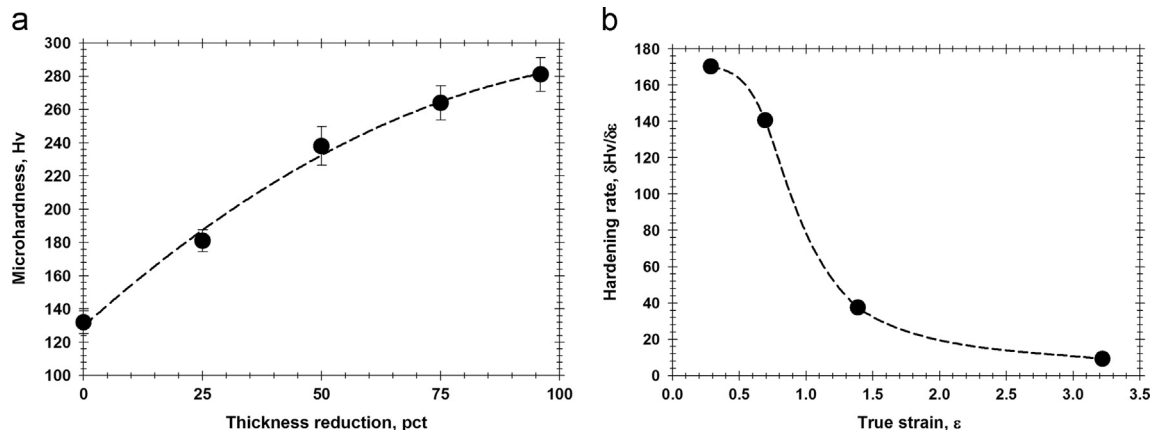 a
300
280
260
240
220
200
180
160
140
120
100
Microhardness, Hv
0 25 50 75 100
Thickness reduction, pct
b
180
160
140
120
100
80
60
40
20
0
Hardening rate, δHv/δε
0.0 0.5 1.0 1.5 2.0 2.5 3.0 3.5
True strain, ε